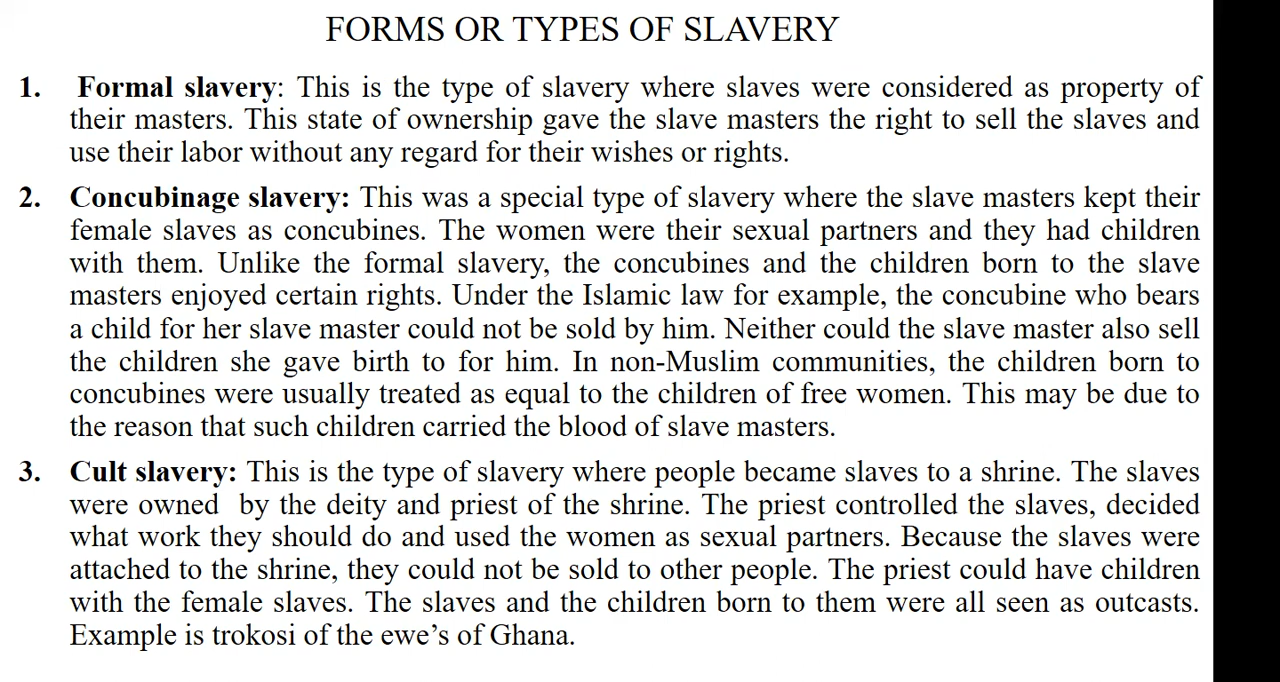 FORMS OR TYPES OF SLAVERY
1. Formal slavery: This is the type of slavery where slaves were considered as property of
their masters. This state of ownership gave the slave masters the right to sell the slaves and
use their labor without any regard for their wishes or rights.
2. Concubinage slavery: This was a special type of slavery where the slave masters kept their
female slaves as concubines. The women were their sexual partners and they had children
with them. Unlike the formal slavery, the concubines and the children born to the slave
masters enjoyed certain rights. Under the Islamic law for example, the concubine who bears
a child for her slave master could not be sold by him. Neither could the slave master also sell
the children she gave birth to for him. In non-Muslim communities, the children born to
concubines were usually treated as equal to the children of free women. This may be due to
the reason that such children carried the blood of slave masters.
3. Cult slavery: This is the type of slavery where people became slaves to a shrine. The slaves
were owned by the deity and priest of the shrine. The priest controlled the slaves, decided
what work they should do and used the women as sexual partners. Because the slaves were
attached to the shrine, they could not be sold to other people. The priest could have children
with the female slaves. The slaves and the children born to them were all seen as outcasts.
Example is trokosi of the ewe’s of Ghana.